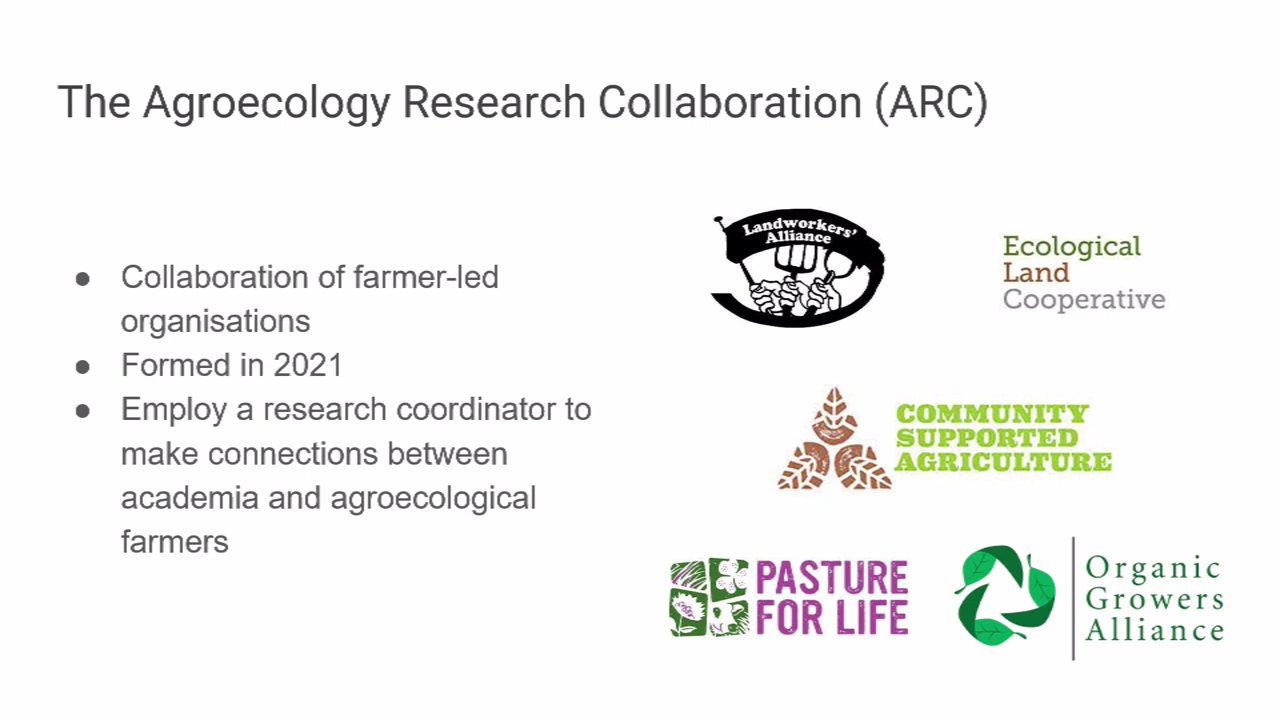 The Agroecology Research Collaboration (ARC)
● Collaboration of farmer-led
organisations
● Formed in 2021
● Employ a research coordinator to
make connections between
academia and agroecological
farmers
Landworkers'
Alliance
Ecological
Land
Cooperative
COMMUNITY
SUPPORTED
AGRICULTURE
PASTURE
FOR LIFE
Organic
Growers
Alliance